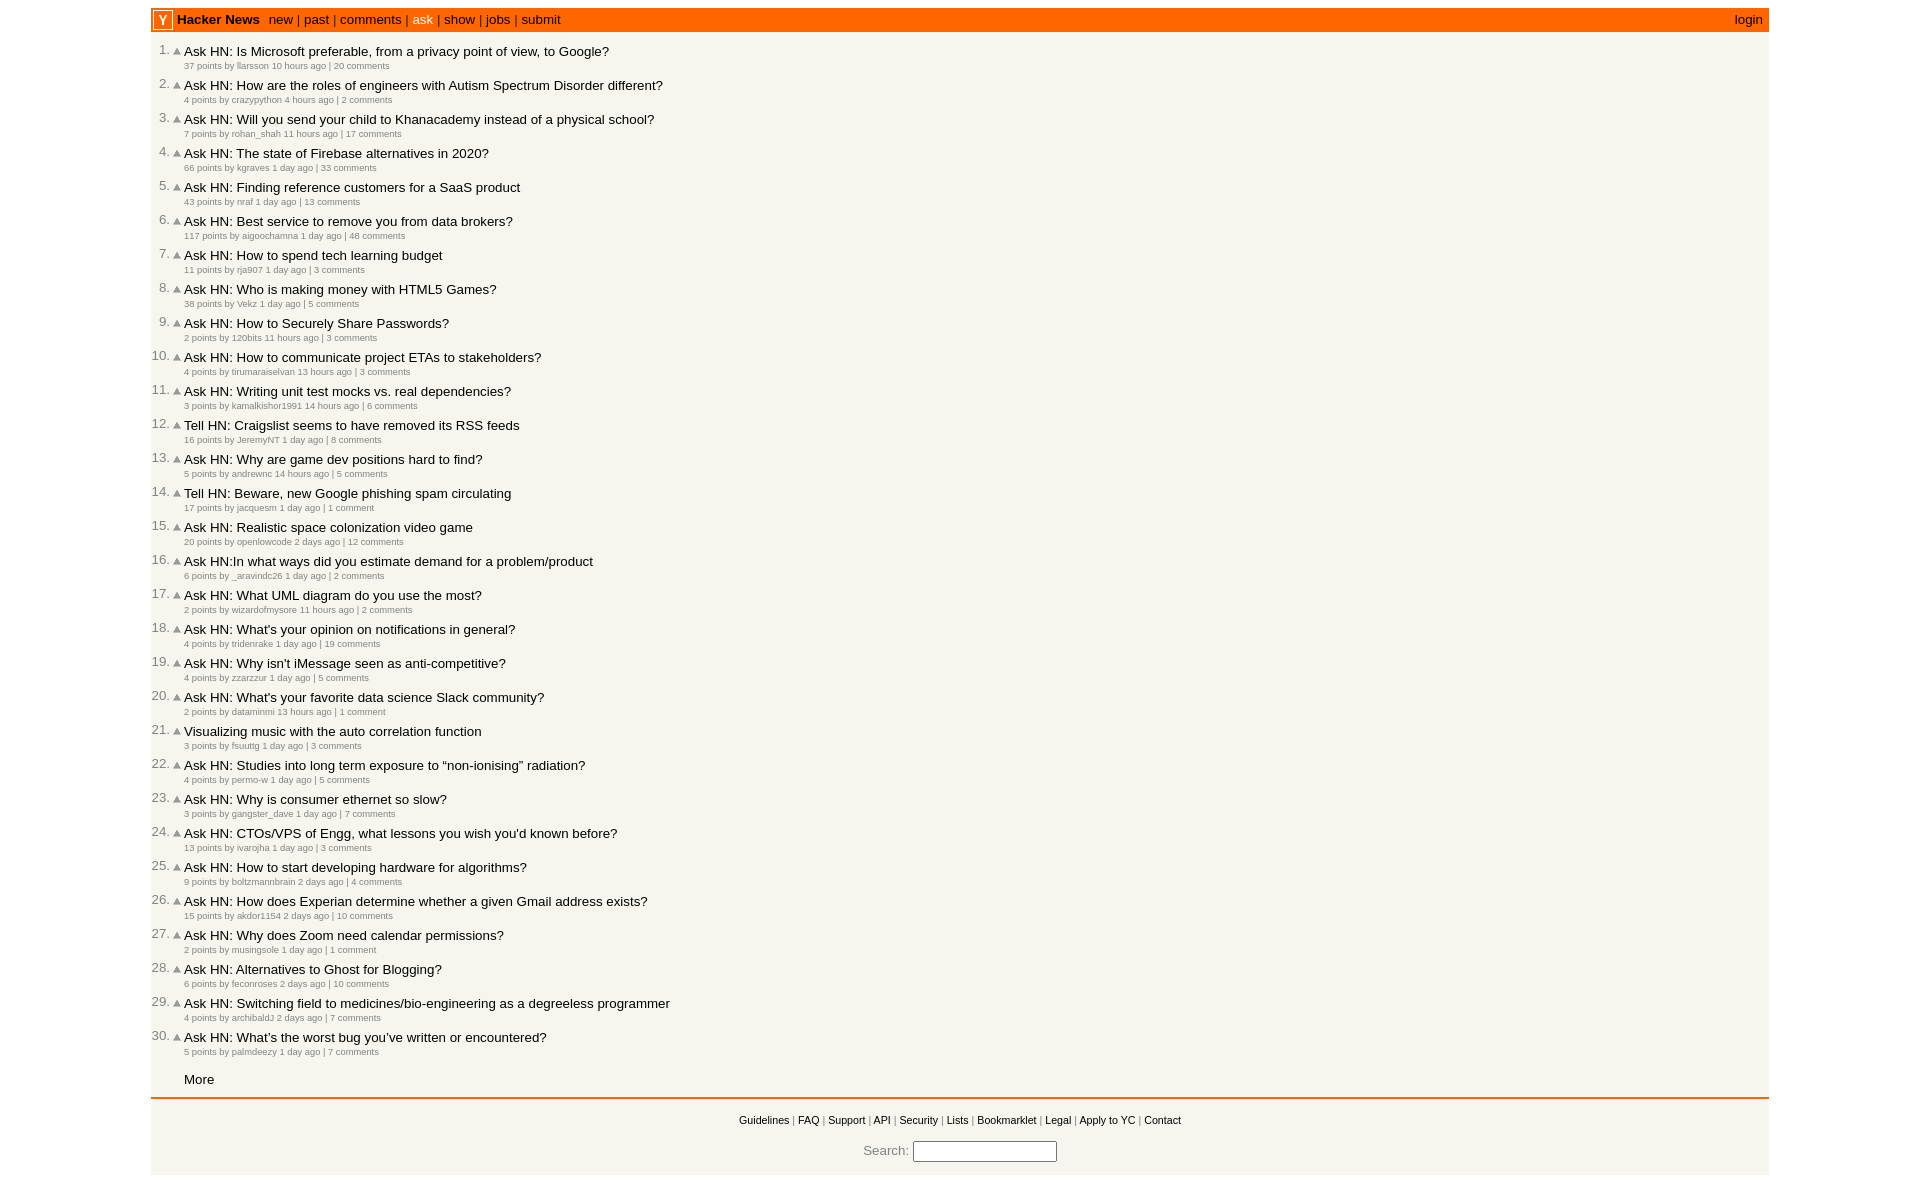 Y Hacker News new | past | comments | ask | show | jobs | submit login
1. Ask HN: Is Microsoft preferable, from a privacy point of view, to Google?
37 points by llarsson 10 hours ago | 20 comments
2. Ask HN: How are the roles of engineers with Autism Spectrum Disorder different?
4 points by crazypython 4 hours ago | 2 comments
3. Ask HN: Will you send your child to Khanacademy instead of a physical school?
7 points by rohan_shah 11 hours ago | 17 comments
4. Ask HN: The state of Firebase alternatives in 2020?
66 points by kgraves 1 day ago | 33 comments
5. Ask HN: Finding reference customers for a SaaS product
43 points by nraf 1 day ago | 13 comments
6. Ask HN: Best service to remove you from data brokers?
117 points by aigoochamna 1 day ago | 48 comments
7. Ask HN: How to spend tech learning budget
11 points by rja907 1 day ago | 3 comments
8. Ask HN: Who is making money with HTML5 Games?
38 points by Vekz 1 day ago | 5 comments
9. Ask HN: How to Securely Share Passwords?
2 points by 120bits 11 hours ago | 3 comments
10. Ask HN: How to communicate project ETAs to stakeholders?
4 points by tirumaraiselvan 13 hours ago | 3 comments
11. Ask HN: Writing unit test mocks vs. real dependencies?
3 points by kamalkishor1991 14 hours ago | 6 comments
12. Tell HN: Craigslist seems to have removed its RSS feeds
16 points by JeremyNT 1 day ago | 8 comments
13. Ask HN: Why are game dev positions hard to find?
5 points by andrewnc 14 hours ago | 5 comments
14. Tell HN: Beware, new Google phishing spam circulating
17 points by jacquesm 1 day ago | 1 comment
15. Ask HN: Realistic space colonization video game
20 points by openlowcode 2 days ago | 12 comments
16. Ask HN:In what ways did you estimate demand for a problem/product
6 points by _aravindc26 1 day ago | 2 comments
17. Ask HN: What UML diagram do you use the most?
2 points by wizardofmysore 11 hours ago | 2 comments
18. Ask HN: What's your opinion on notifications in general?
4 points by tridenrake 1 day ago | 19 comments
19. Ask HN: Why isn't iMessage seen as anti-competitive?
4 points by zzarzzur 1 day ago | 5 comments
20. Ask HN: What's your favorite data science Slack community?
2 points by dataminmi 13 hours ago | 1 comment
21. Visualizing music with the auto correlation function
3 points by fsuuttg 1 day ago | 3 comments
22. Ask HN: Studies into long term exposure to “non-ionising” radiation?
4 points by permo-w 1 day ago | 5 comments
23. Ask HN: Why is consumer ethernet so slow?
3 points by gangster_dave 1 day ago | 7 comments
24. Ask HN: CTOs/VPS of Engg, what lessons you wish you'd known before?
13 points by ivarojha 1 day ago | 3 comments
25. Ask HN: How to start developing hardware for algorithms?
9 points by boltzmannbrain 2 days ago | 4 comments
26. Ask HN: How does Experian determine whether a given Gmail address exists?
15 points by akdor1154 2 days ago | 10 comments
27. Ask HN: Why does Zoom need calendar permissions?
2 points by musingsole 1 day ago | 1 comment
28. Ask HN: Alternatives to Ghost for Blogging?
6 points by feconroses 2 days ago | 10 comments
29. Ask HN: Switching field to medicines/bio-engineering as a degreeless programmer
4 points by archibaldJ 2 days ago | 7 comments
30. Ask HN: What’s the worst bug you’ve written or encountered?
5 points by palmdeezy 1 day ago | 7 comments
More
Guidelines | FAQ | Support | API | Security | Lists | Bookmarklet | Legal | Apply to YC | Contact
Search: